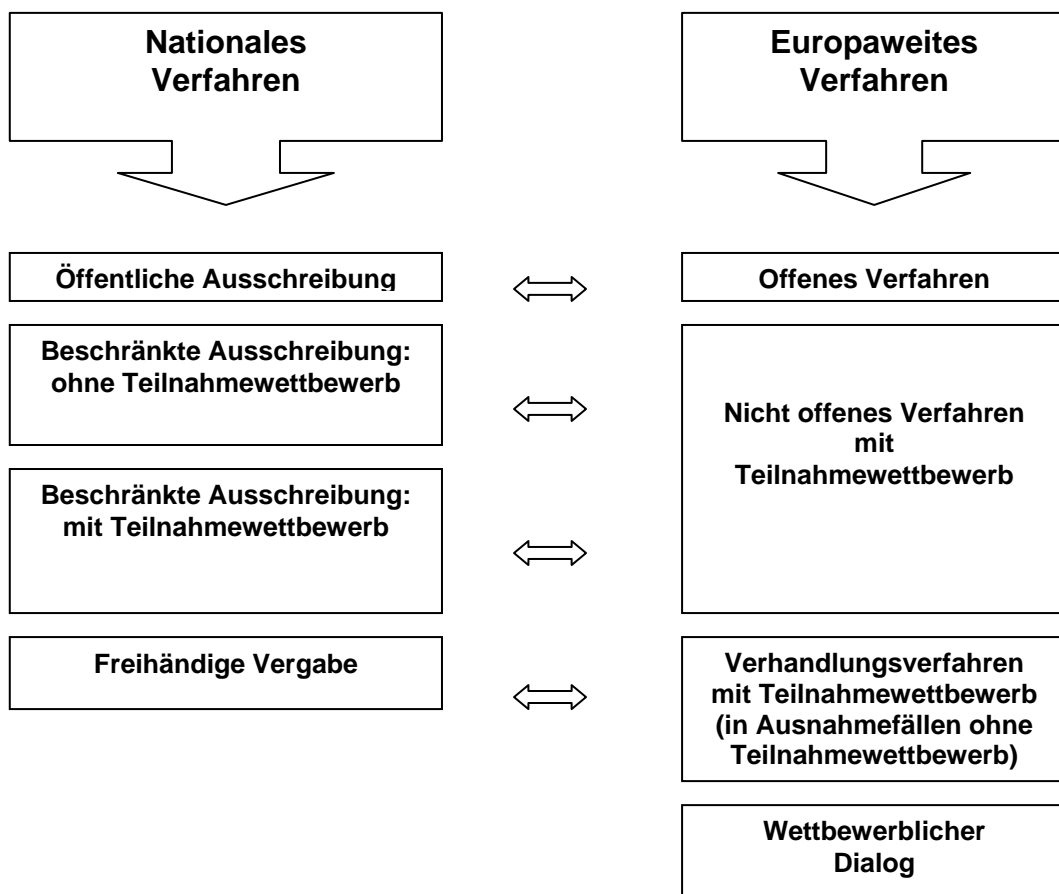 Nationales
Verfahren
Europaweites
Verfahren
Öffentliche Ausschreibung
Offenes Verfahren
Beschränkte Ausschreibung:
ohne Teilnahmewettbewerb
Nicht offenes Verfahren
mit
Teilnahmewettbewerb
Beschränkte Ausschreibung:
mit Teilnahmewettbewerb
Freihändige Vergabe
Verhandlungsverfahren
mit Teilnahmewettbewerb
(in Ausnahmefällen ohne
Teilnahmewettbewerb)
Wettbewerblicher
Dialog